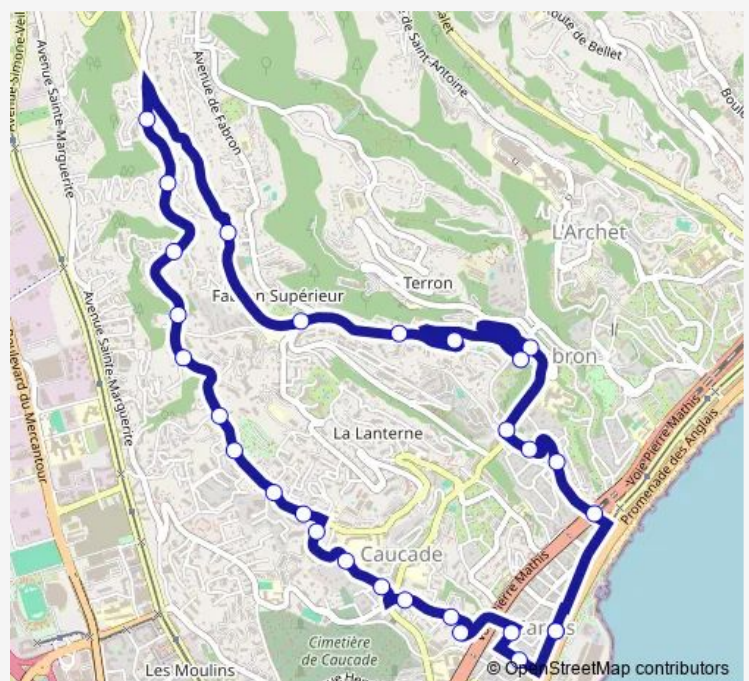 Avenue Sainte-Marguerite
Avenue de Fabron
de Saint-Antoine
Route de Bellet
L'Archet
Terron
Supérieur
bron
Avenue Sainte-Marguerite
Boulevard du Mercantour
La Lanterne
Voie Pierre Mathis
Promenade des Anglais
Caucade
Pierre Mathis
Cimetière
de Caucade
Les Moulins
© OpenStreetMap contributors